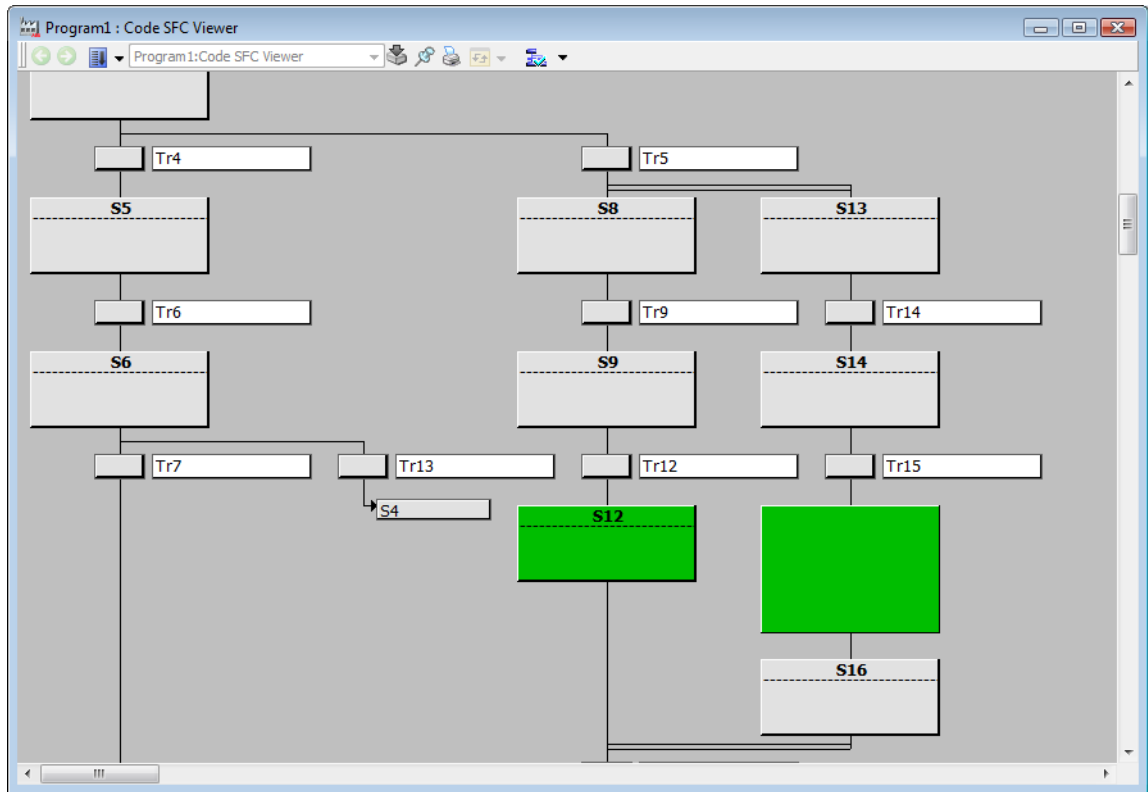 Program1 : Code SFC Viewer
Program1:Code SFC Viewer
Tr4
Tr5
S5
S8
S13
Tr6
Tr9
Tr14
S6
S9
S14
Tr7
Tr13
Tr12
Tr15
S4
S12
S16